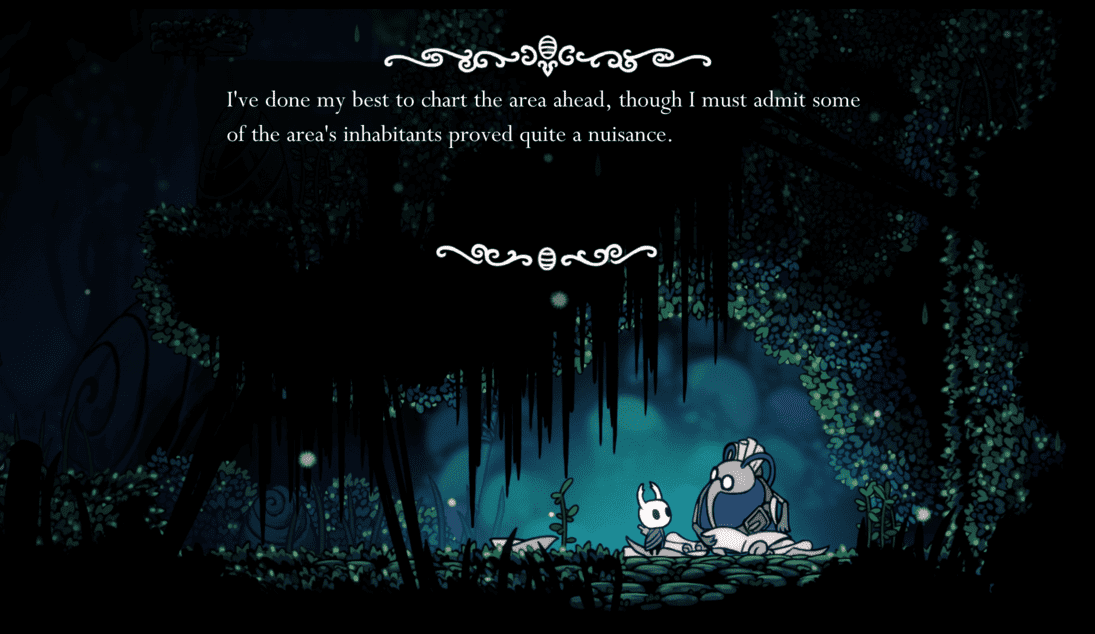 I've done my best to chart the area ahead, though I must admit some
of the area's inhabitants proved quite a nuisance.